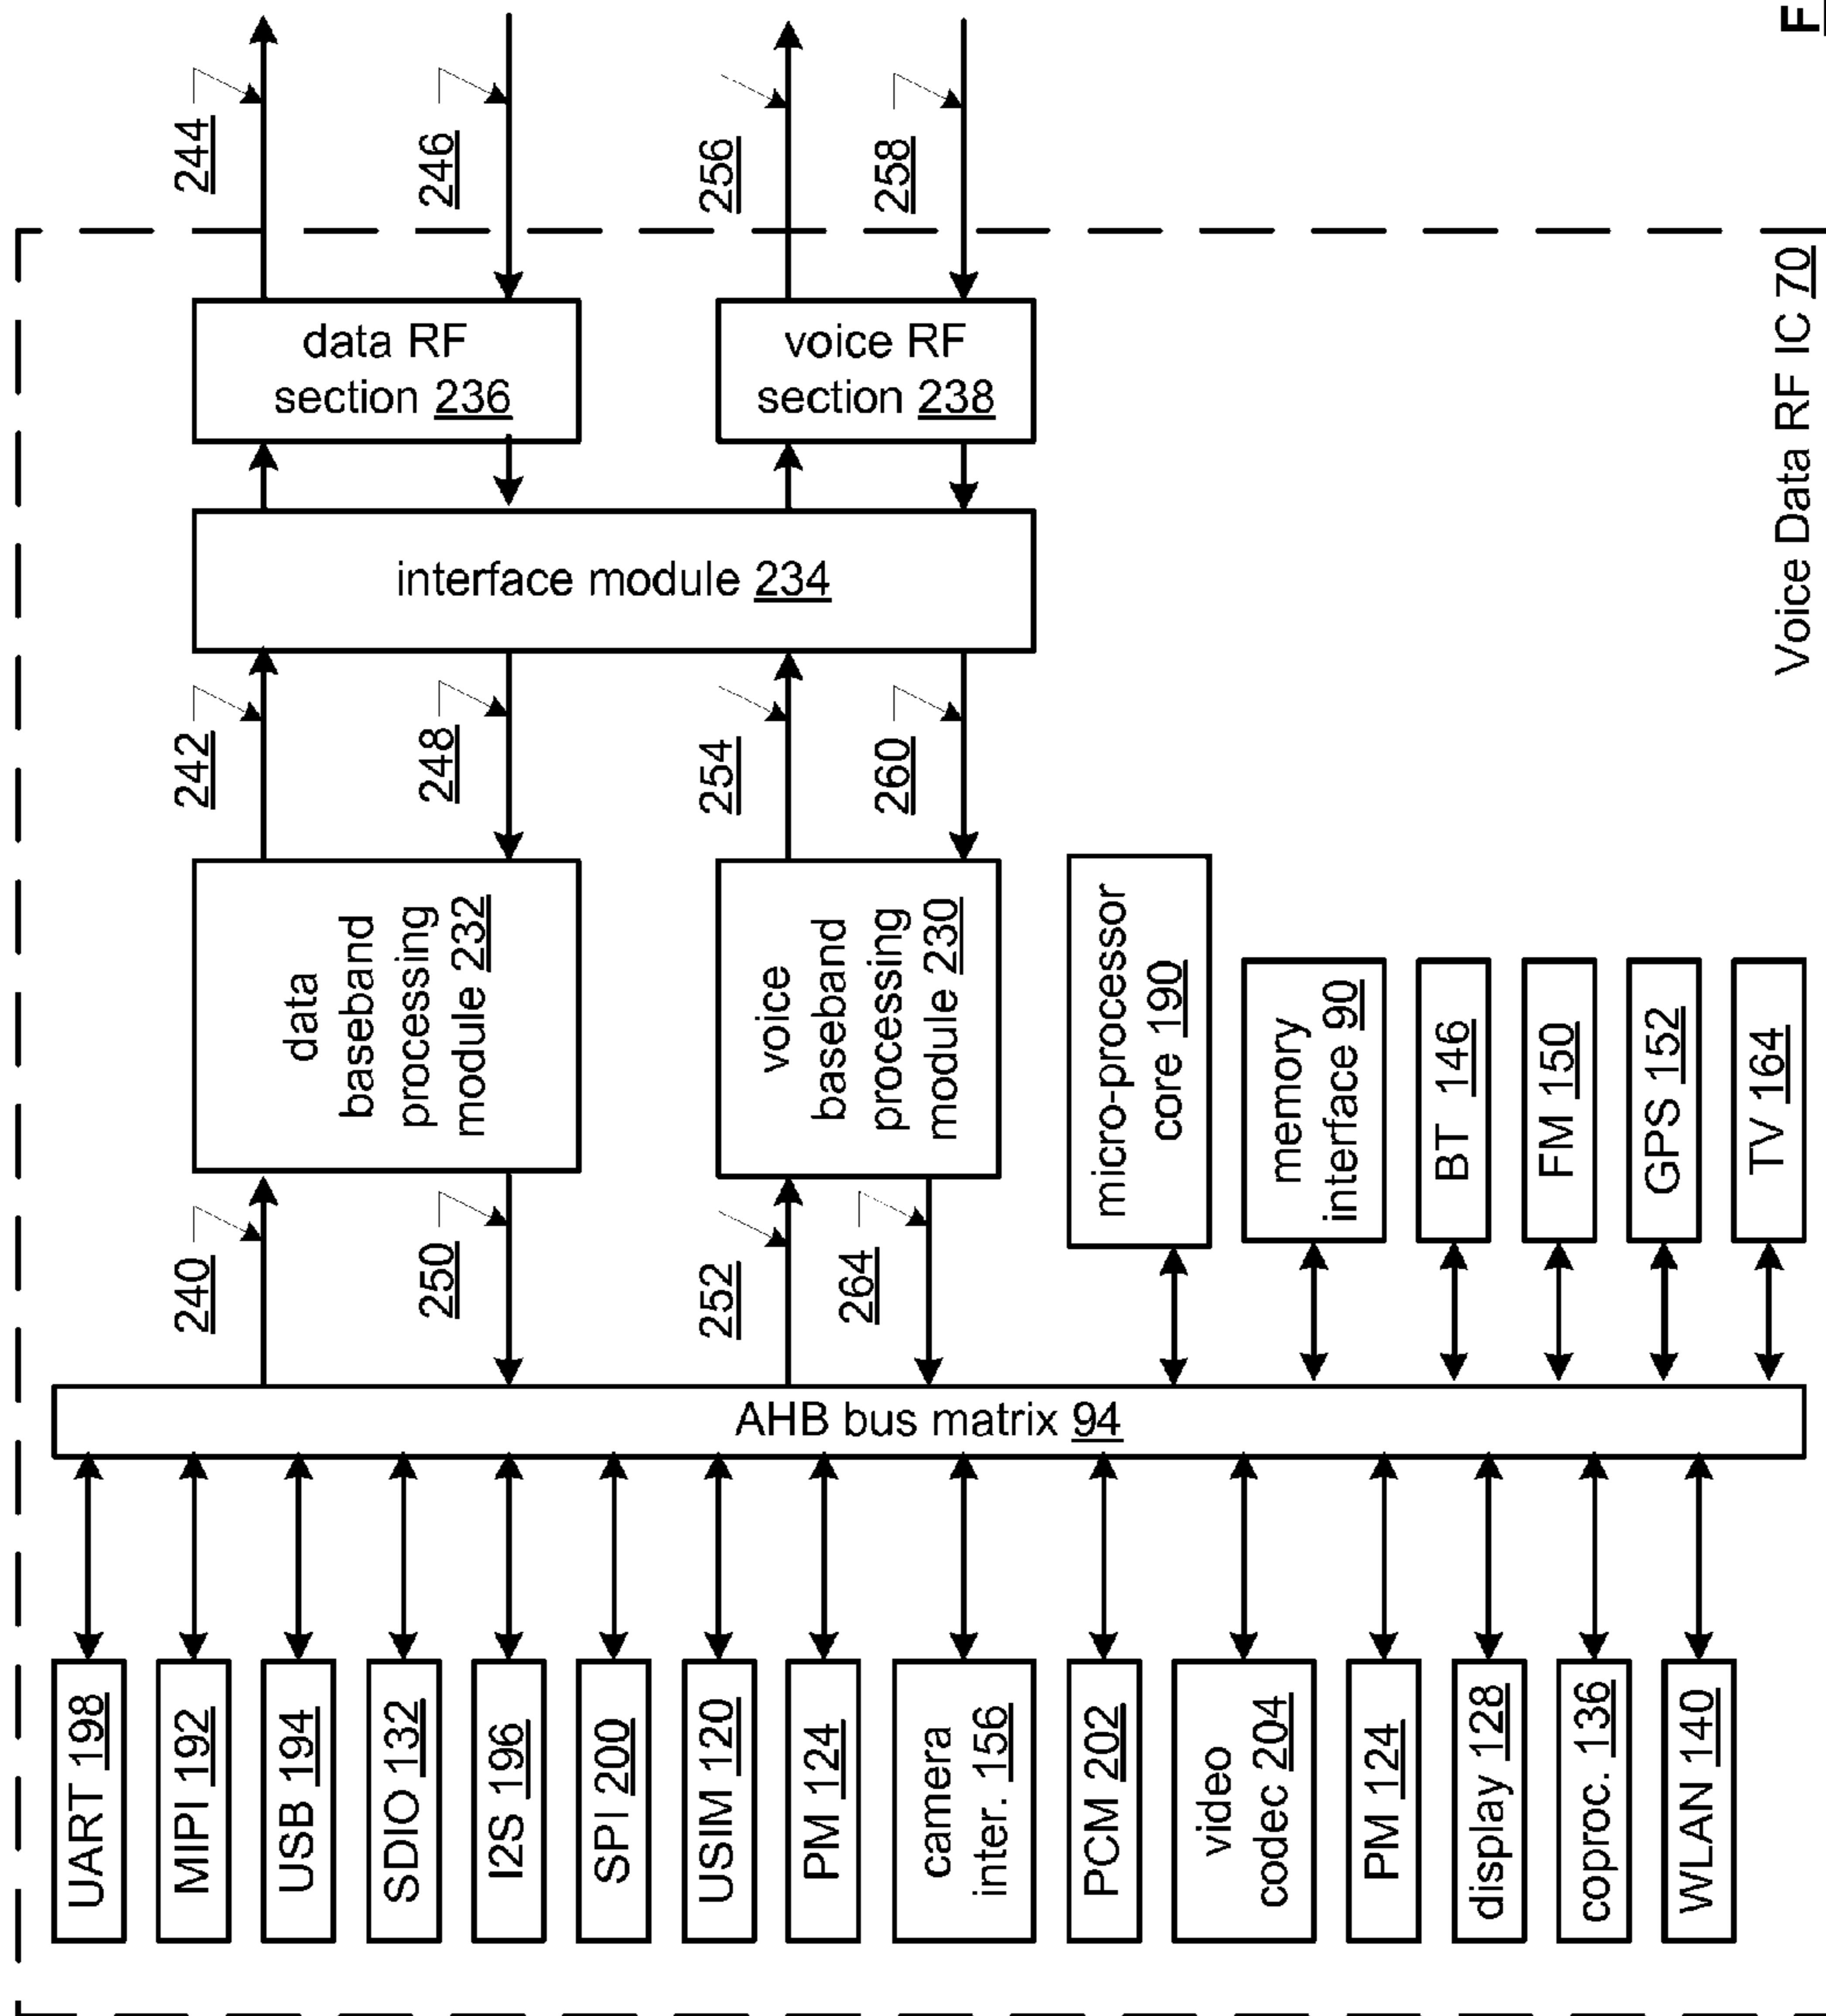 244
246
256
258
data RF
section 236
voice RF
section 238
interface module 234
242
248
254
260
data
baseband
processing
module 232
voice
baseband
processing
module 230
micro-processor
core 190
memory
interface 90
BT 146
FM 150
GPS 152
TV 164
240
250
252
264
AHB bus matrix 94
UART 198
MIPI 192
USB 194
SDIO 132
I2S 196
SPI 200
USIM 120
PM 124
camera
inter. 156
PCM 202
video
codec 204
PM 124
display 128
coproc. 136
WLAN 140
Voice Data RF IC 70
F